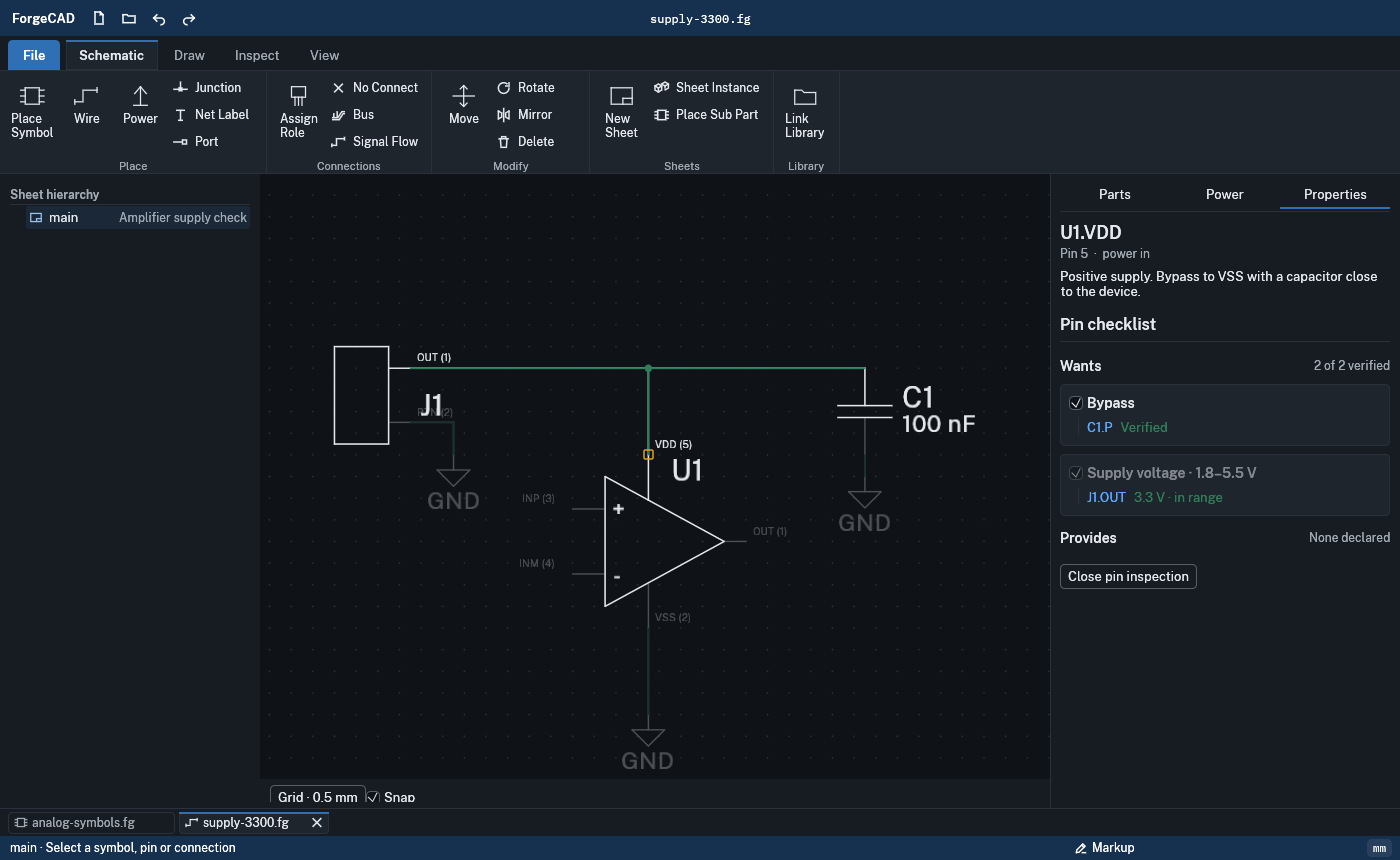 ForgeCAD
supply-3300.fg
File
Schematic
Draw
Inspect
View
Place Symbol
Wire
Power
Junction
Net Label
Port
Place
Assign Role
No Connect
Bus
Signal Flow
Connections
Move
Rotate
Mirror
Delete
Modify
New Sheet
Sheet Instance
Place Sub Part
Sheets
Link Library
Library
Sheet hierarchy
main Amplifier supply check
OUT (1)
J1
RTN (2)
GND
VDD (5)
U1
INP (3)
+
INM (4)
-
OUT (1)
VSS (2)
GND
C1
100 nF
GND
Grid · 0.5 mm
Snap
Parts
Power
Properties
U1.VDD
Pin 5 · power in
Positive supply. Bypass to VSS with a capacitor close
to the device.
Pin checklist
Wants 2 of 2 verified
Bypass
C1.P Verified
Supply voltage · 1.8–5.5 V
J1.OUT 3.3 V · in range
Provides None declared
Close pin inspection
analog-symbols.fg
supply-3300.fg
main · Select a symbol, pin or connection
Markup
mm